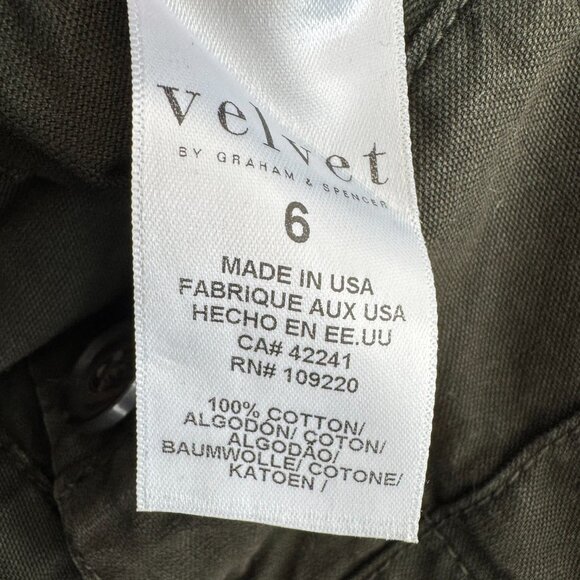 velvet
BY GRAHAM & SPENCER
6
MADE IN USA
FABRIQUE AUX USA
HECHO EN EE.UU
CA# 42241
RN# 109220
100% COTTON/
ALGODÓN/ COTON/
ALGODÃO/
BAUMWOLLE/ COTONE/
KATOEN /